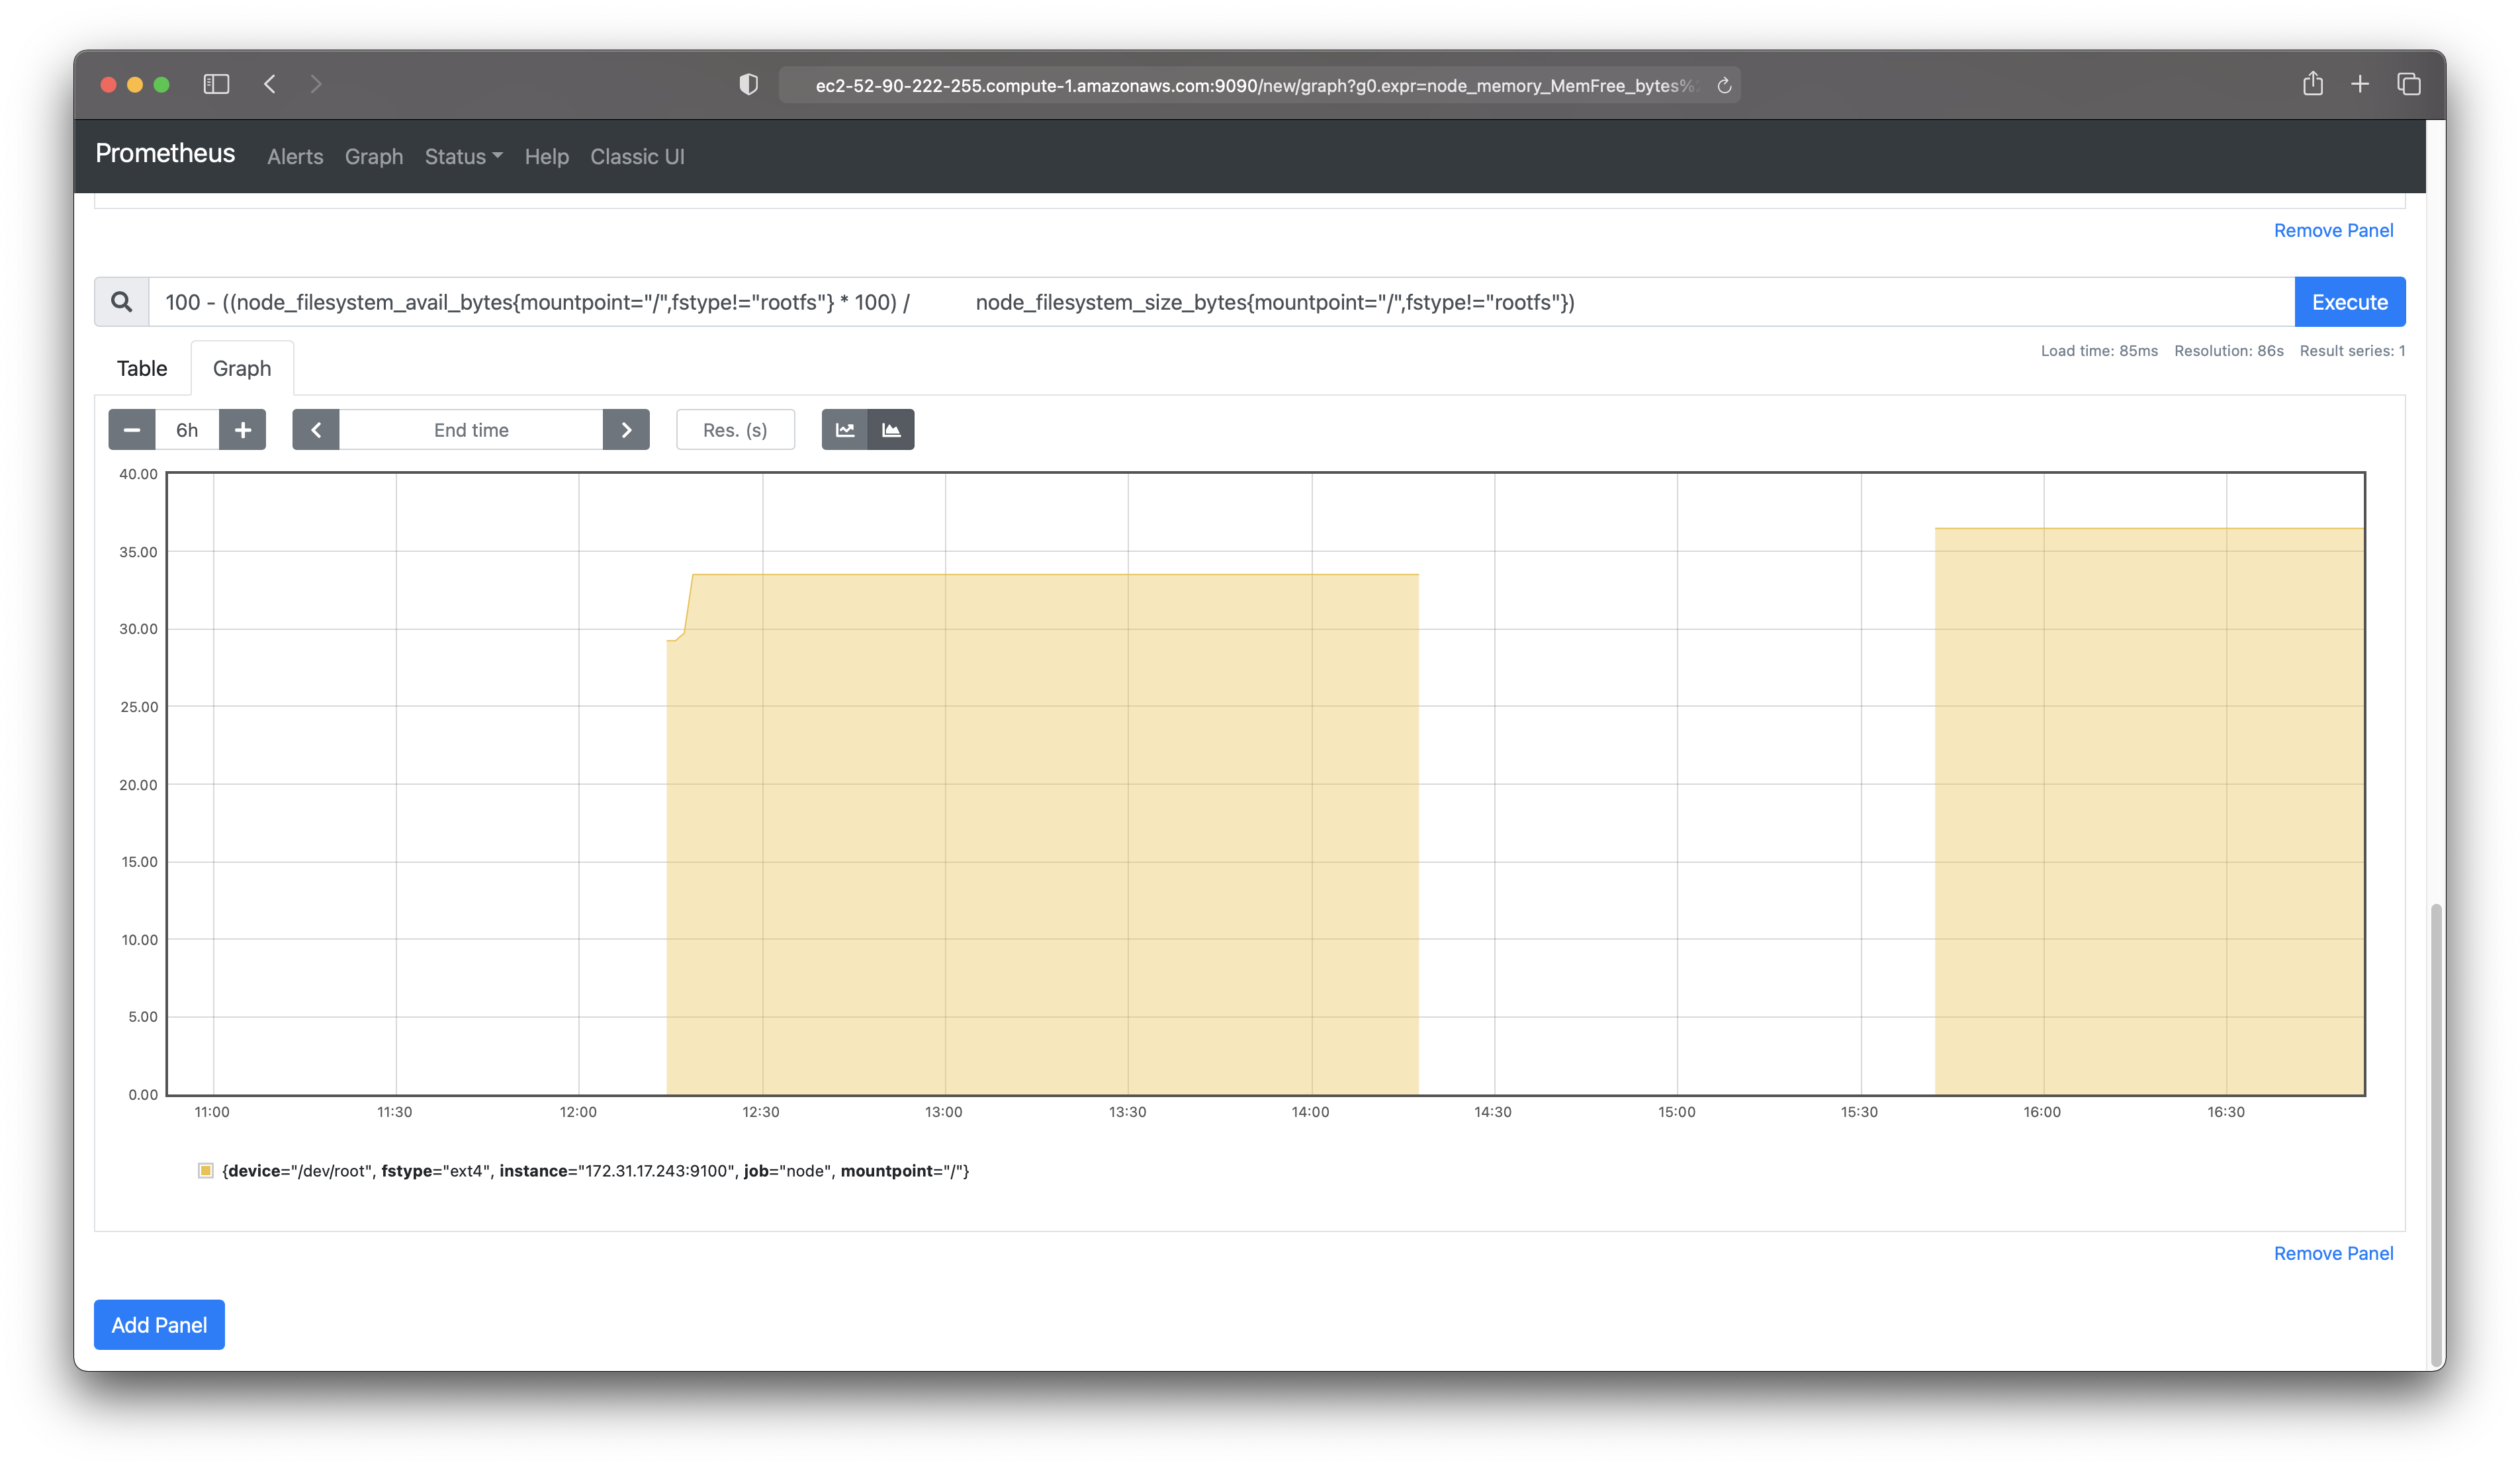 ec2-52-90-222-255.compute-1.amazonaws.com:9090/new/graph?g0.expr=node_memory_MemFree_bytes%
Prometheus Alerts Graph Status Help Classic UI
Remove Panel
100 - ((node_filesystem_avail_bytes{mountpoint="/",fstype!="rootfs"} * 100) / node_filesystem_size_bytes{mountpoint="/",fstype!="rootfs"})
Execute
Table Graph
Load time: 85ms Resolution: 86s Result series: 1
6h End time Res. (s)
40.00
35.00
30.00
25.00
20.00
15.00
10.00
5.00
0.00
11:00 11:30 12:00 12:30 13:00 13:30 14:00 14:30 15:00 15:30 16:00 16:30
{device="/dev/root", fstype="ext4", instance="172.31.17.243:9100", job="node", mountpoint="/"}
Remove Panel
Add Panel